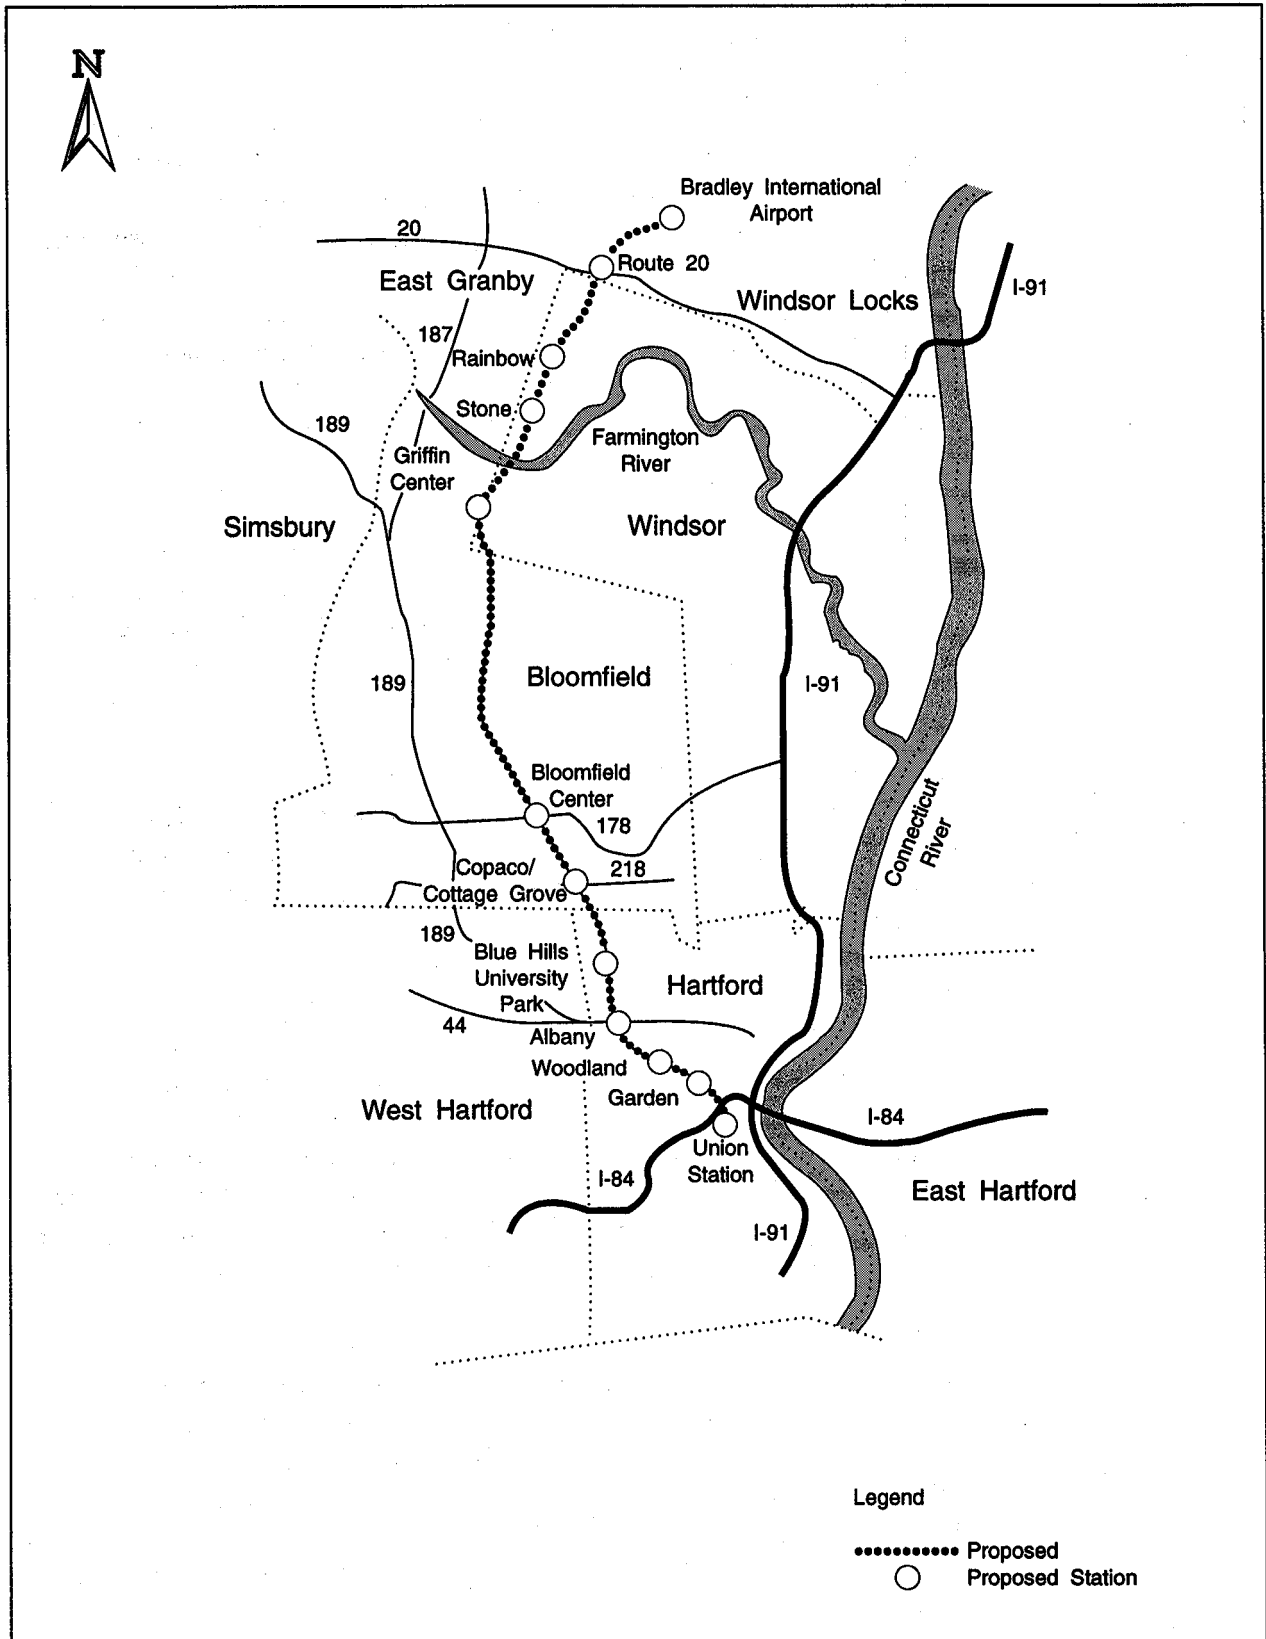 N
Bradley International
Airport
20
Route 20
East Granby
Windsor Locks
I-91
187
Rainbow
189
Stone
Farmington
River
Griffin
Center
Simsbury
Windsor
Bloomfield
189
I-91
Bloomfield
Center
178
Connecticut
River
Copaco/
Cottage Grove
218
189
Blue Hills
University
Park
Hartford
44
Albany
Woodland
Garden
West Hartford
I-84
Union
Station
I-84
East Hartford
I-91
Legend
Proposed
Proposed Station